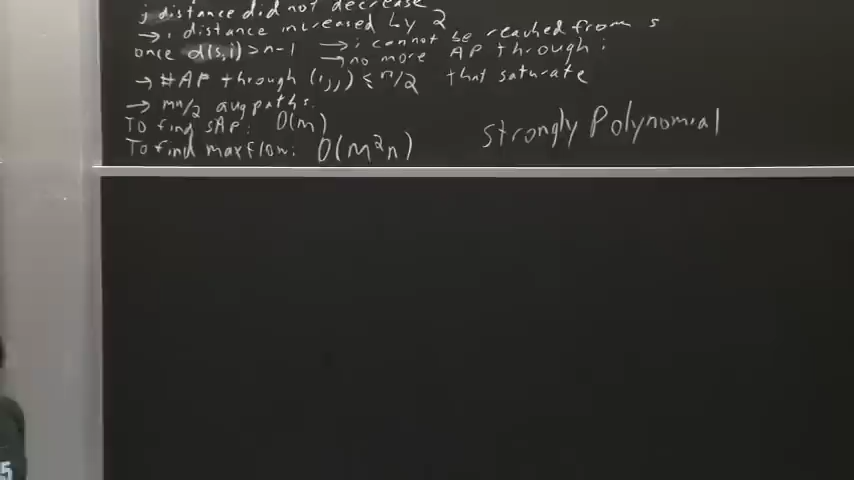 j distance did not decrease
→ i distance increased by 2
once d(s,i) > n-1 → i cannot be reached from s
→ no more AP through i
→ #AP through (i,j) ≤ n/2 that saturate
→ mn/2 aug paths.
To find SAP: O(m)
To find maxflow: O(m²n)
Strongly Polynomial
5